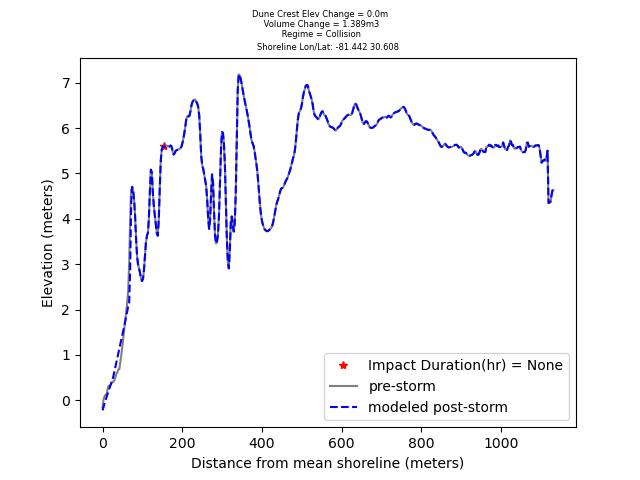 Dune Crest Elev Change = 0.0m
Volume Change = 1.389m3
Regime = Collision
Shoreline Lon/Lat: -81.442 30.608
7
6
5
4
3
2
1
0
Elevation (meters)
Impact Duration(hr) = None
pre-storm
modeled post-storm
0 200 400 600 800 1000
Distance from mean shoreline (meters)